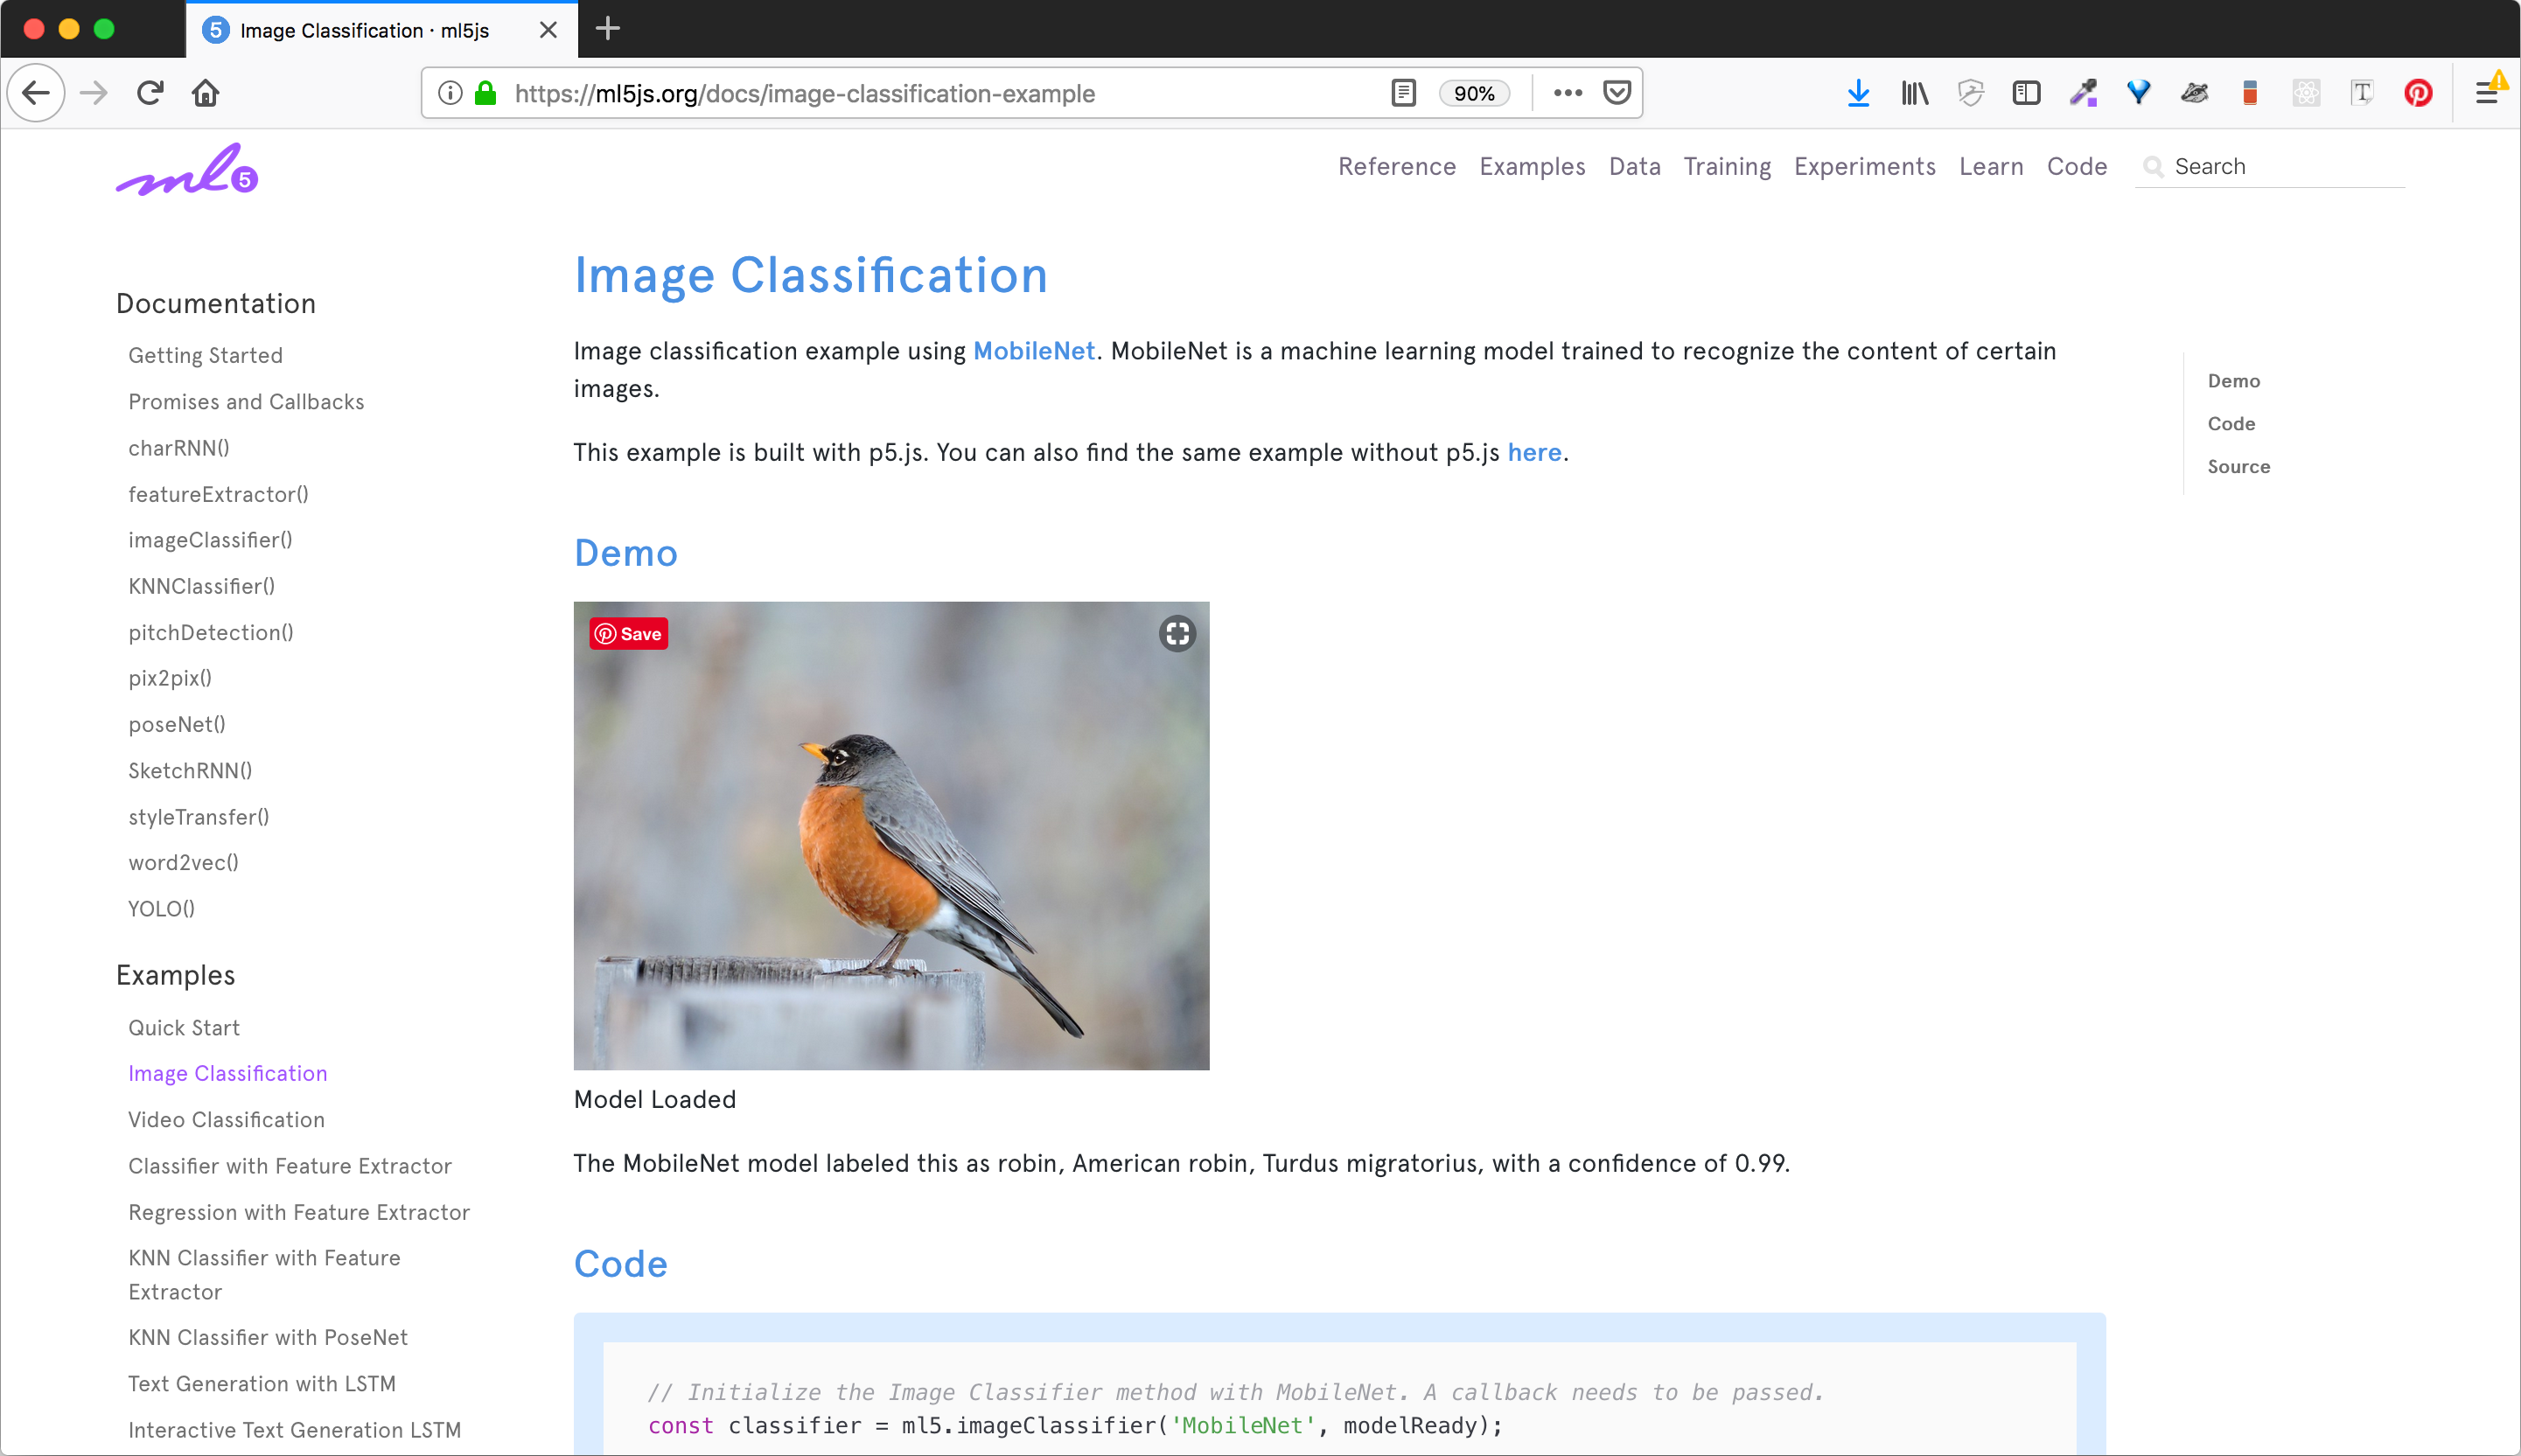 5 Image Classification · ml5js
https://ml5js.org/docs/image-classification-example
90%
ml5
Reference Examples Data Training Experiments Learn Code Search
Documentation
Getting Started
Promises and Callbacks
charRNN()
featureExtractor()
imageClassifier()
KNNClassifier()
pitchDetection()
pix2pix()
poseNet()
SketchRNN()
styleTransfer()
word2vec()
YOLO()
Examples
Quick Start
Image Classification
Video Classification
Classifier with Feature Extractor
Regression with Feature Extractor
KNN Classifier with Feature
Extractor
KNN Classifier with PoseNet
Text Generation with LSTM
Interactive Text Generation LSTM
Image Classification
Image classification example using MobileNet. MobileNet is a machine learning model trained to recognize the content of certain
images.
This example is built with p5.js. You can also find the same example without p5.js here.
Demo
Save
Model Loaded
The MobileNet model labeled this as robin, American robin, Turdus migratorius, with a confidence of 0.99.
Code
// Initialize the Image Classifier method with MobileNet. A callback needs to be passed.
const classifier = ml5.imageClassifier('MobileNet', modelReady);
Demo
Code
Source